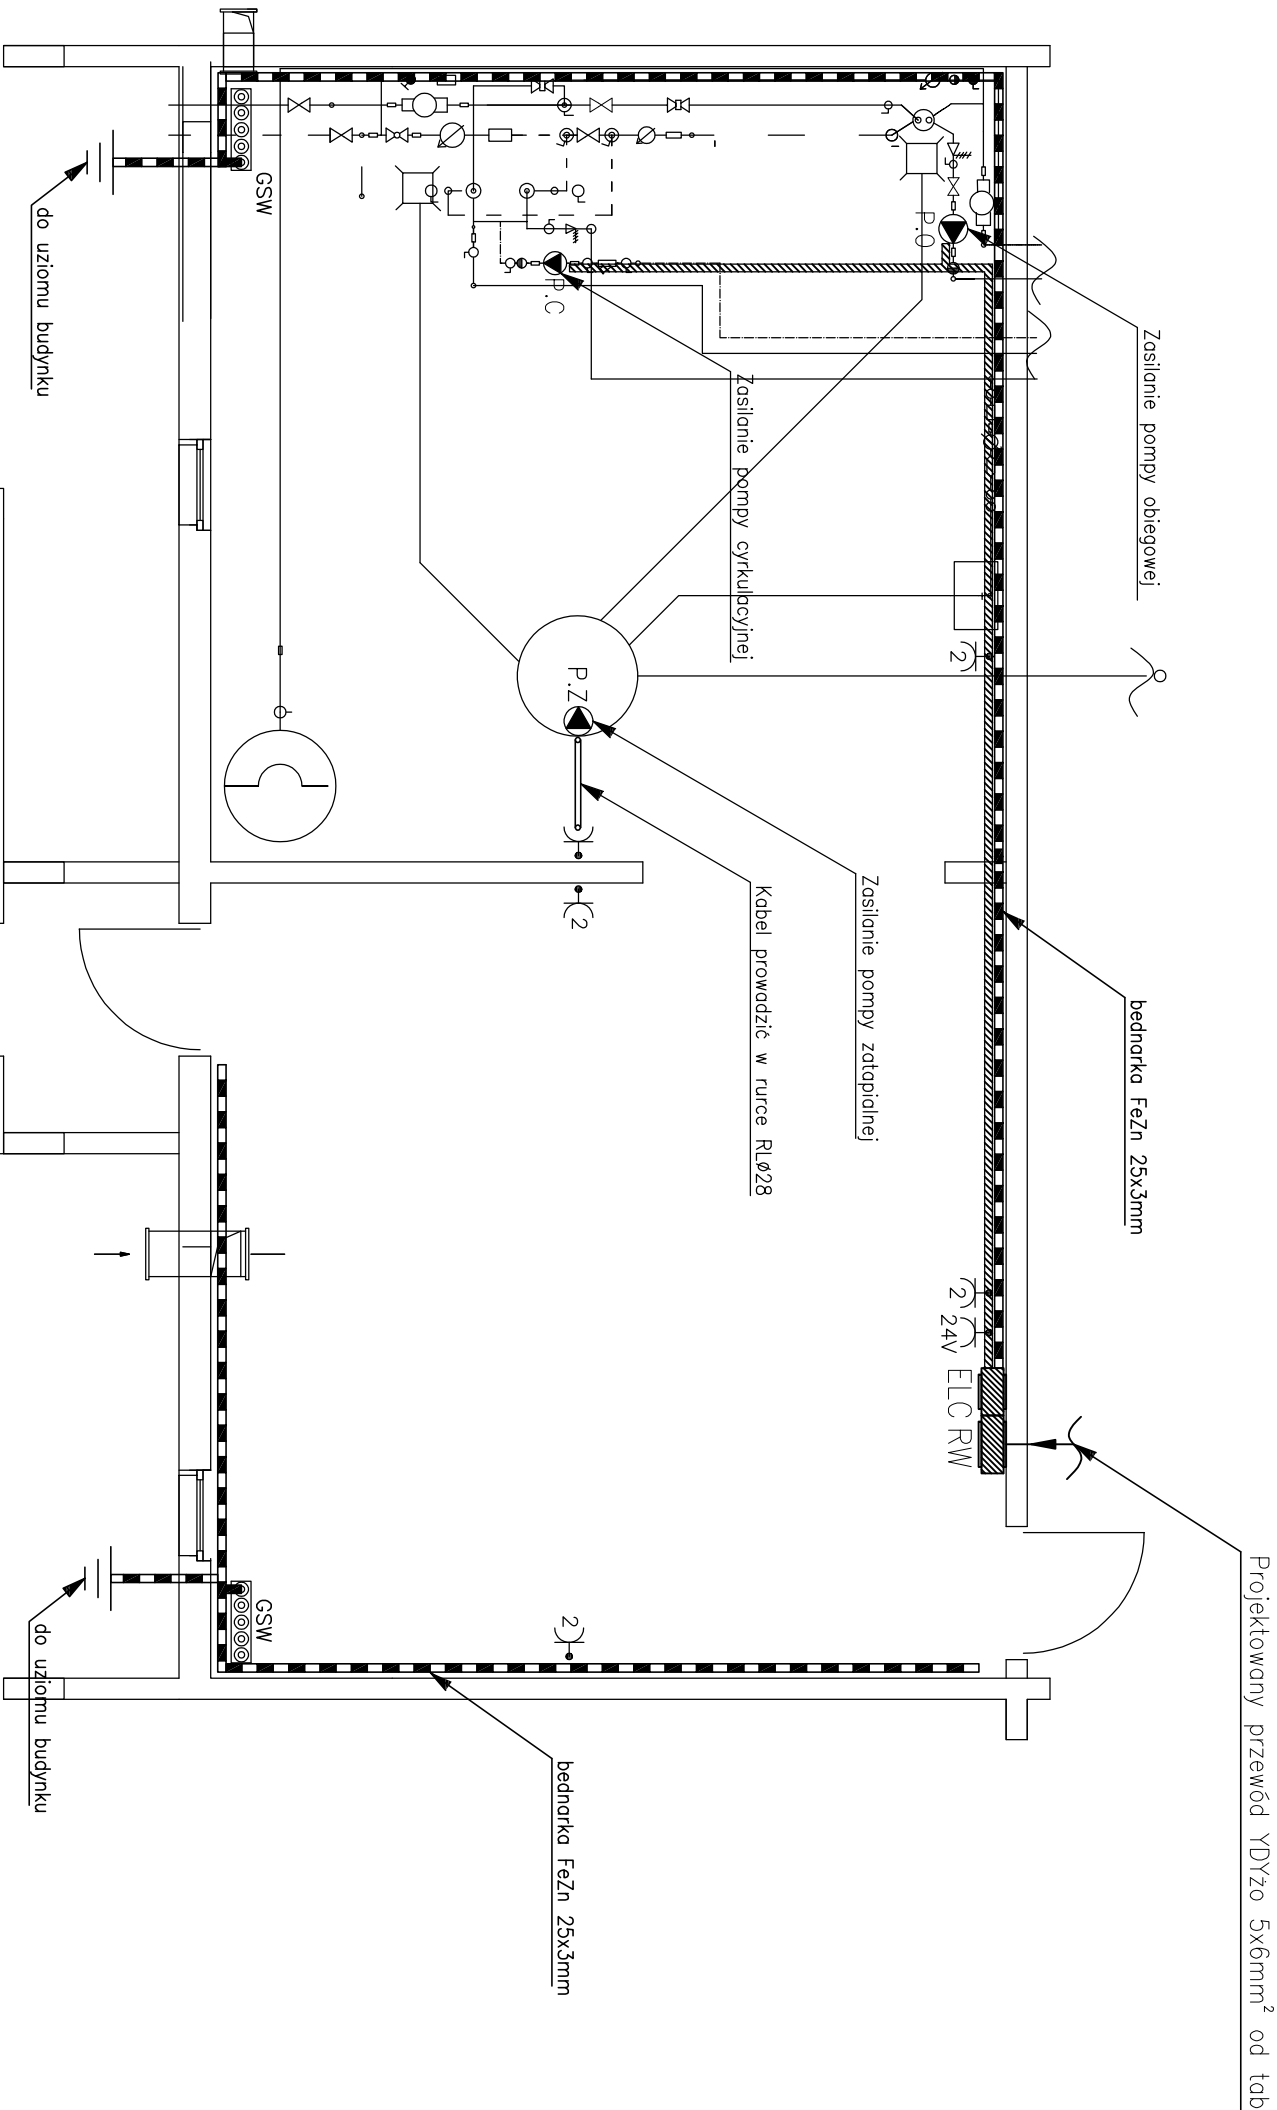 Projektowany przewód YDYżo 5x6mm² od tab
Zasilanie pompy obiegowej
bednarka FeZn 25x3mm
P.O
2
2
24V
ELC RW
Zasilanie pompy zatapialnej
Kabel prowadzić w rurce RLø28
Zasilanie pompy cyrkulacyjnej
P.C
P.Z
2
2
bednarka FeZn 25x3mm
GSW
GSW
do uziomu budynku
do uziomu budynku